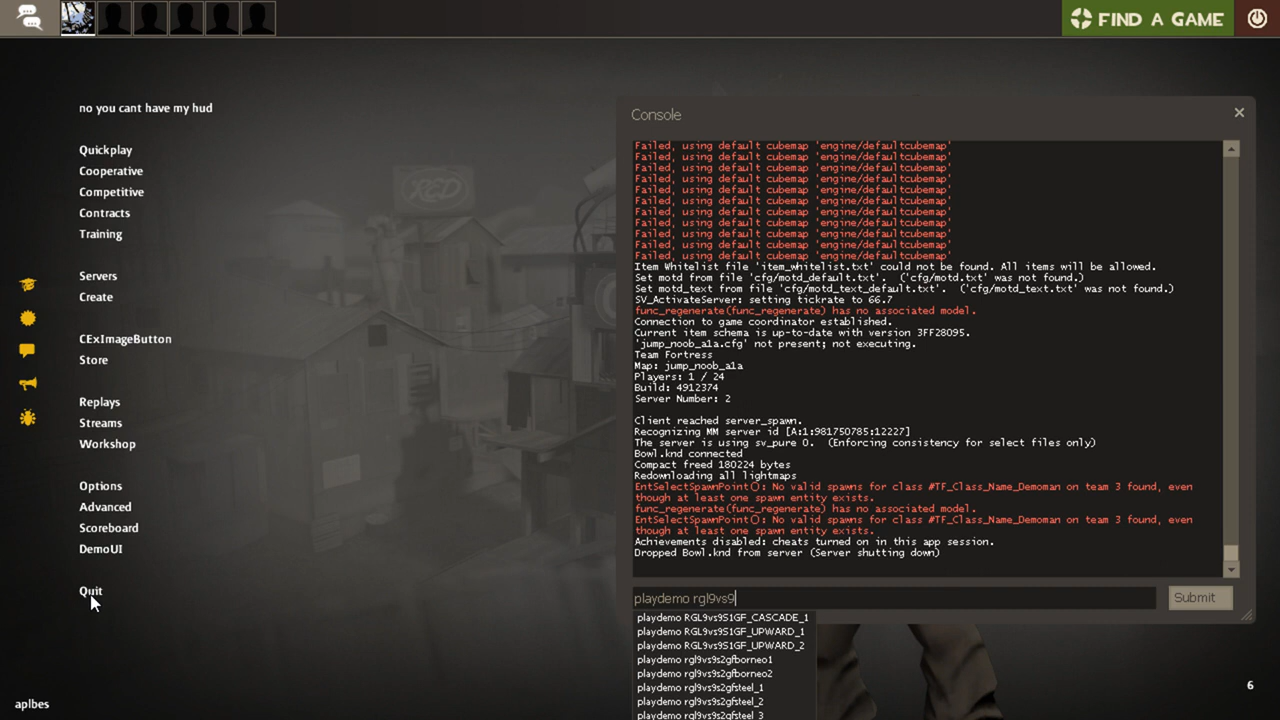 FIND A GAME
no you cant have my hud
Quickplay
Cooperative
Competitive
Contracts
Training
Servers
Create
CExImageButton
Store
Replays
Streams
Workshop
Options
Advanced
Scoreboard
DemoUI
Quit
aplbes
RED
Console
Failed, using default cubemap 'engine/defaultcubemap'
Failed, using default cubemap 'engine/defaultcubemap'
Failed, using default cubemap 'engine/defaultcubemap'
Failed, using default cubemap 'engine/defaultcubemap'
Failed, using default cubemap 'engine/defaultcubemap'
Failed, using default cubemap 'engine/defaultcubemap'
Failed, using default cubemap 'engine/defaultcubemap'
Failed, using default cubemap 'engine/defaultcubemap'
Failed, using default cubemap 'engine/defaultcubemap'
Failed, using default cubemap 'engine/defaultcubemap'
Failed, using default cubemap 'engine/defaultcubemap'
Item Whitelist file 'item_whitelist.txt' could not be found. All items will be allowed.
Set motd from file 'cfg/motd_default.txt'.  ('cfg/motd.txt' was not found.)
Set motd_text from file 'cfg/motd_text_default.txt'.  ('cfg/motd_text.txt' was not found.)
SV_ActivateServer: setting tickrate to 66.7
func_regenerate(func_regenerate) has no associated model.
Connection to game coordinator established.
Current item schema is up-to-date with version 3FF28095.
'jump_noob_a1a.cfg' not present; not executing.
Team Fortress
Map: jump_noob_a1a
Players: 1 / 24
Build: 4912374
Server Number: 2
Client reached server_spawn.
Recognizing MM server id [A:1:981750785:12227]
The server is using sv_pure 0.  (Enforcing consistency for select files only)
Bowl.knd connected
Compact freed 180224 bytes
Redownloading all lightmaps
EntSelectSpawnPoint(): No valid spawns for class #TF_Class_Name_Demoman on team 3 found, even
though at least one spawn entity exists.
func_regenerate(func_regenerate) has no associated model.
EntSelectSpawnPoint(): No valid spawns for class #TF_Class_Name_Demoman on team 3 found, even
though at least one spawn entity exists.
Achievements disabled: cheats turned on in this app session.
Dropped Bowl.knd from server (Server shutting down)
playdemo rgl9vs9
Submit
playdemo RGL9vs9S1GF_CASCADE_1
playdemo RGL9vs9S1GF_UPWARD_1
playdemo RGL9vs9S1GF_UPWARD_2
playdemo rgl9vs9s2gfborneo1
playdemo rgl9vs9s2gfborneo2
playdemo rgl9vs9s2gfsteel_1
playdemo rgl9vs9s2gfsteel_2
playdemo rgl9vs9s2gfsteel_3
6